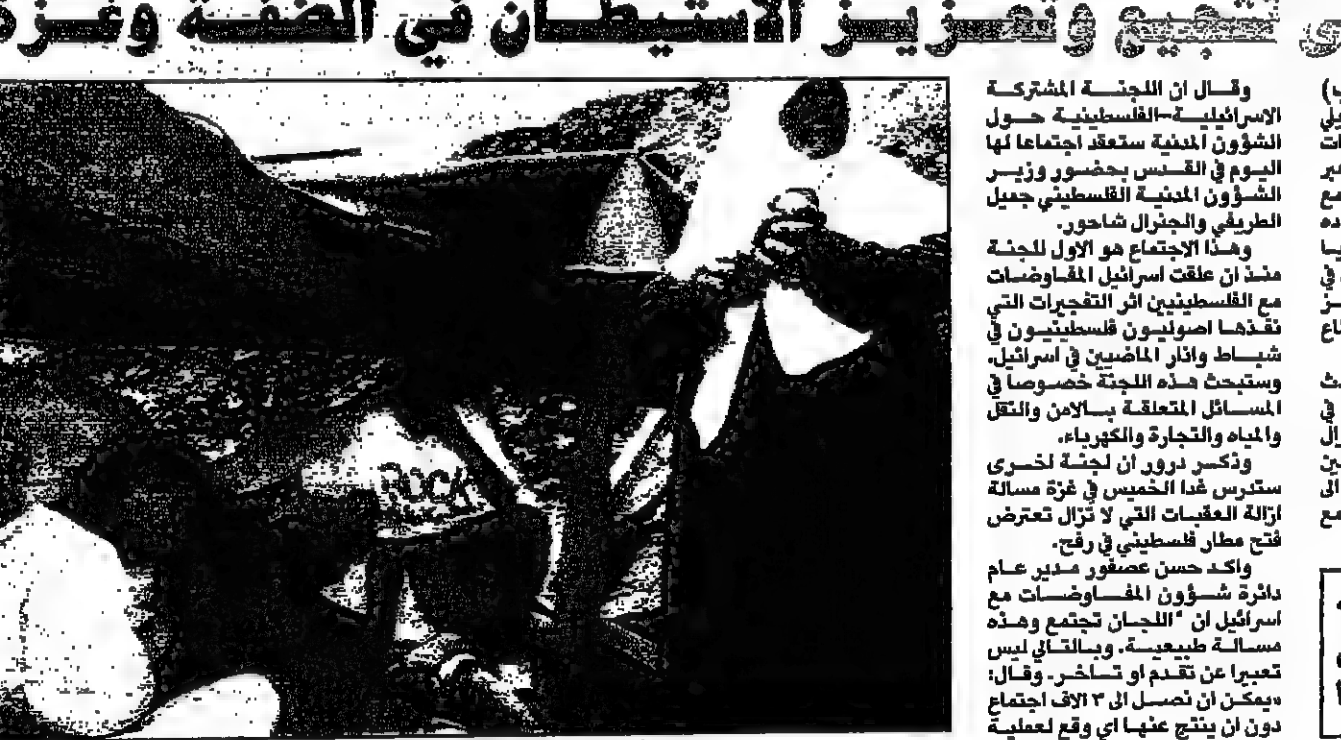 تشجيع وتعزيز الاستيطان في الضفة وغزة
وقال ان اللجنة المشتركة
الاسرائيلية-الفلسطينية حول
الشؤون المدنية ستعقد اجتماعا لها
اليوم في القدس بحضور وزير
الشؤون المدنية الفلسطيني جميل
الطريفي والجنرال شاحور.
وهذا الاجتماع هو الاول للجنة
منذ ان علقت اسرائيل المفاوضات
مع الفلسطينيين اثر التفجيرات التي
نفذها اصوليون فلسطينيون في
شباط واذار الماضيين في اسرائيل.
وستبحث هذه اللجنة خصوصا في
المسائل المتعلقة بالامن والنقل
والمياه والتجارة والكهرباء.
وذكر درور ان لجنة اخرى
ستدرس غدا الخميس في غزة مسالة
ازالة العقبات التي لا تزال تعترض
فتح مطار فلسطيني في رفح.
واكد حسن عصفور مدير عام
دائرة شؤون المفاوضات مع
اسرائيل ان "اللجان تجتمع وهذه
مسالة طبيعية. وبالتالي ليس
تعبيرا عن تقدم او تاخر. وقال:
«يمكن ان نصل الى ٣ الاف اجتماع
دون ان ينتج عنها اي وقع لعملية
ROCK